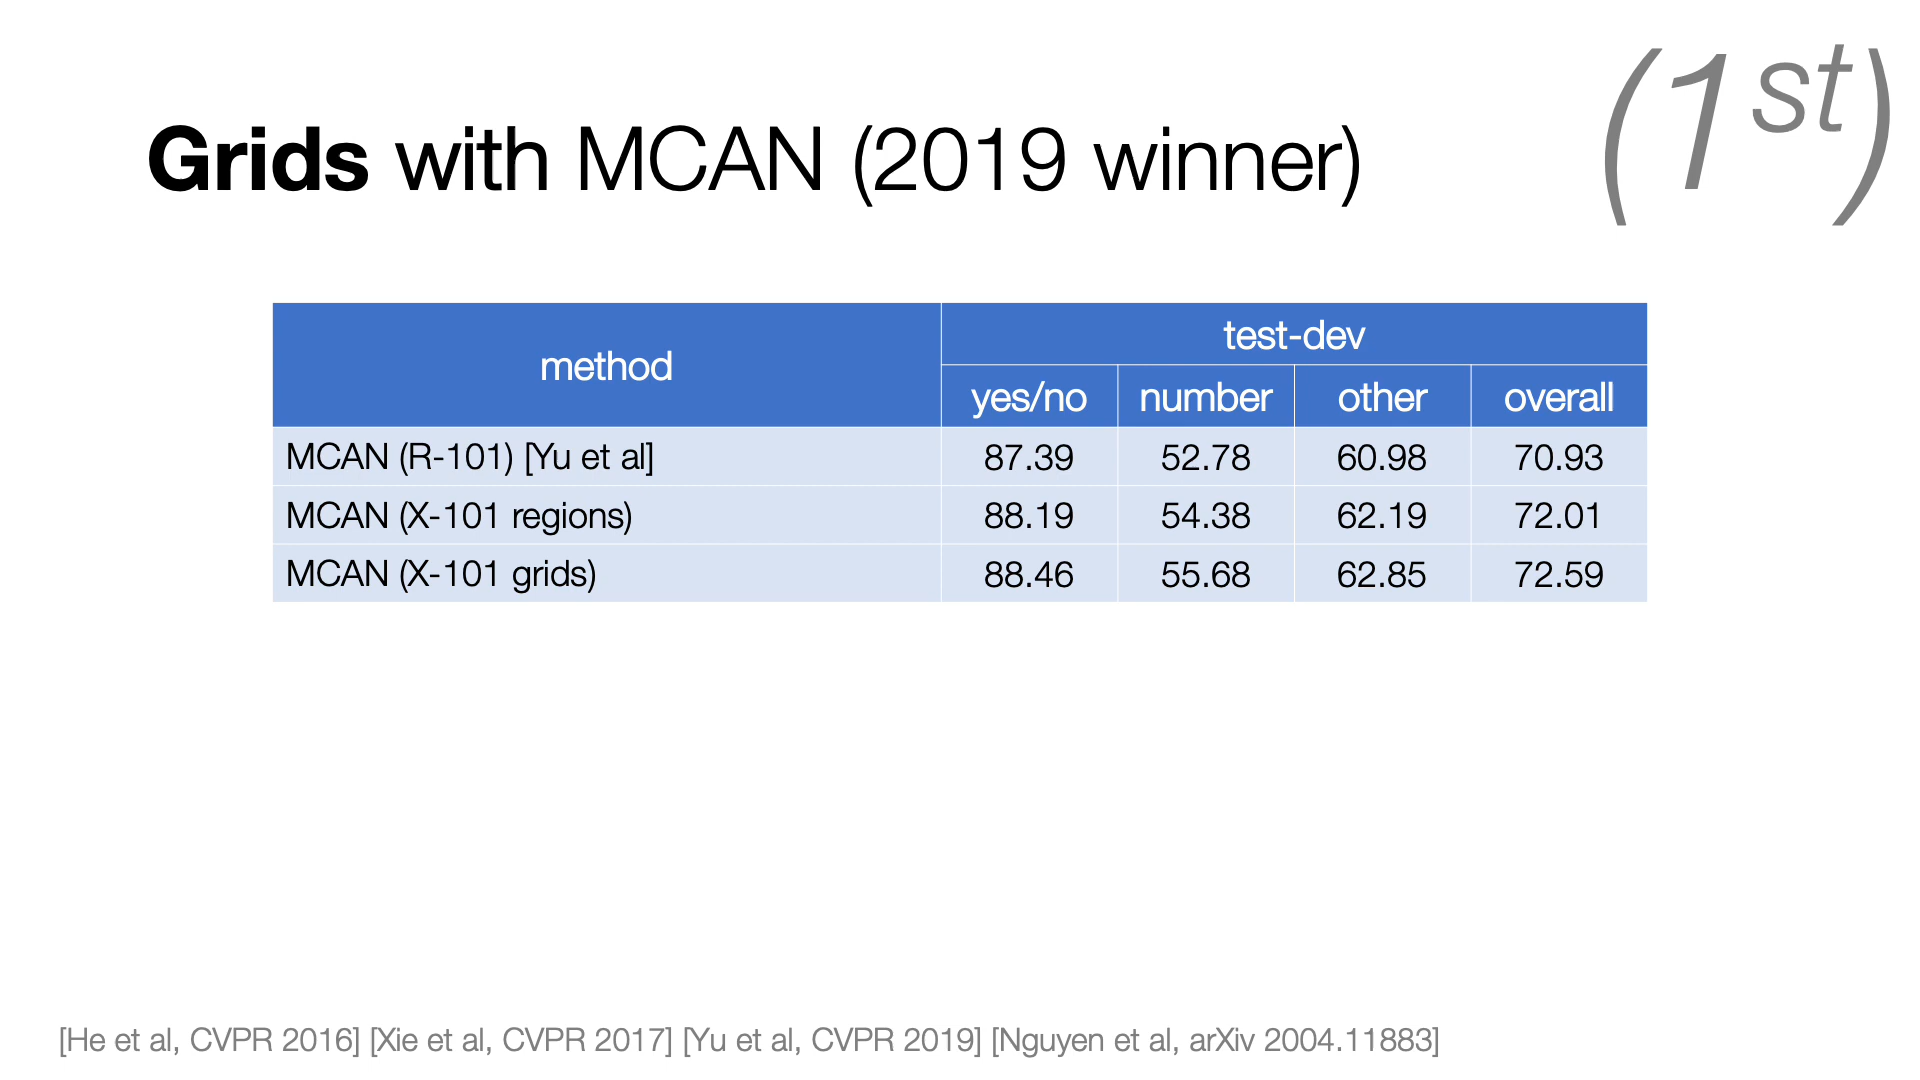 (1st)
Grids with MCAN (2019 winner)
method test-dev
yes/no number other overall
MCAN (R-101) [Yu et al] 87.39 52.78 60.98 70.93
MCAN (X-101 regions) 88.19 54.38 62.19 72.01
MCAN (X-101 grids) 88.46 55.68 62.85 72.59
[He et al, CVPR 2016] [Xie et al, CVPR 2017] [Yu et al, CVPR 2019] [Nguyen et al, arXiv 2004.11883]